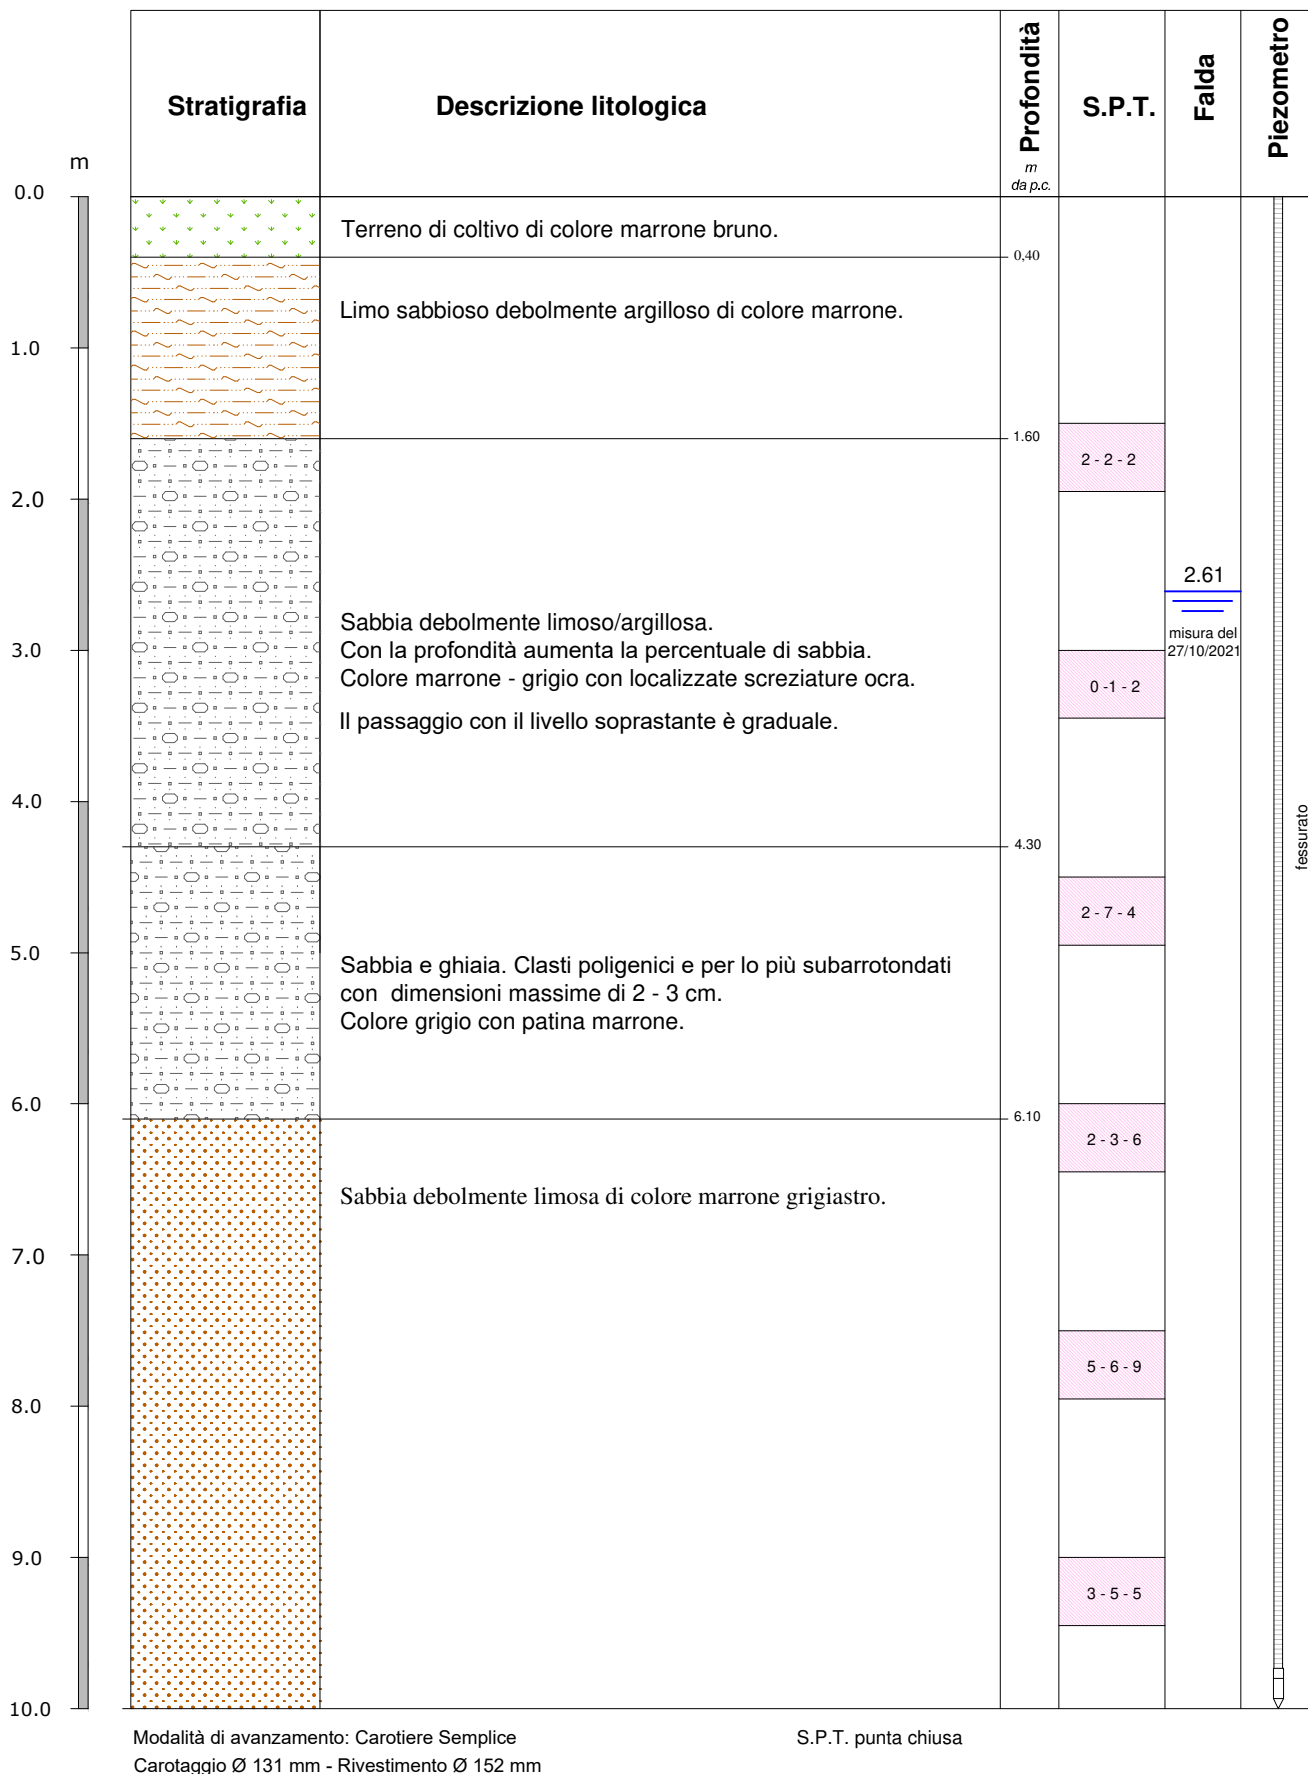 Stratigrafia
Descrizione litologica
Profondità
m
da p.c.
S.P.T.
Falda
Piezometro
m
0.0
Terreno di coltivo di colore marrone bruno.
0,40
Limo sabbioso debolmente argilloso di colore marrone.
1.0
1.60
2 - 2 - 2
2.0
2.61
misura del
27/10/2021
Sabbia debolmente limoso/argillosa.
Con la profondità aumenta la percentuale di sabbia.
Colore marrone - grigio con localizzate screziature ocra.
Il passaggio con il livello soprastante è graduale.
3.0
0 -1 - 2
4.0
fessurato
4.30
2 - 7 - 4
5.0
Sabbia e ghiaia. Clasti poligenici e per lo più subarrotondati
con  dimensioni massime di 2 - 3 cm.
Colore grigio con patina marrone.
6.0
6.10
2 - 3 - 6
Sabbia debolmente limosa di colore marrone grigiastro.
7.0
5 - 6 - 9
8.0
9.0
3 - 5 - 5
10.0
Modalità di avanzamento: Carotiere Semplice
S.P.T. punta chiusa
Carotaggio Ø 131 mm - Rivestimento Ø 152 mm